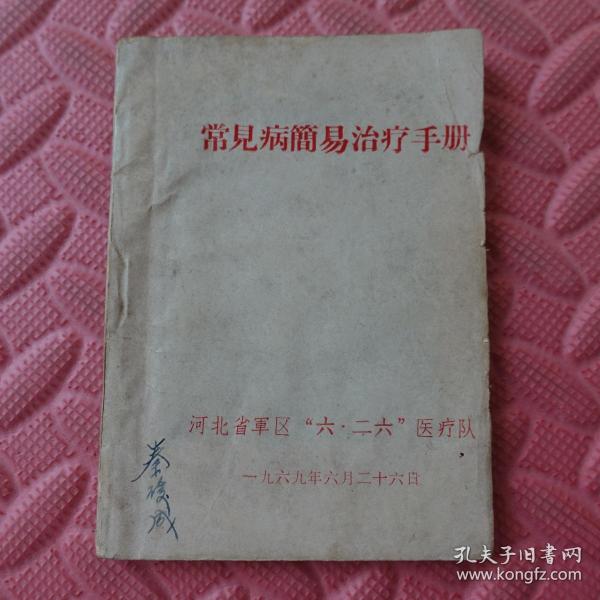 常見病簡易治疗手册
河北省軍区“六·二六”医疗队
一九六九年六月二十六日
秦
成
孔夫子旧书网
www.kongfz.com